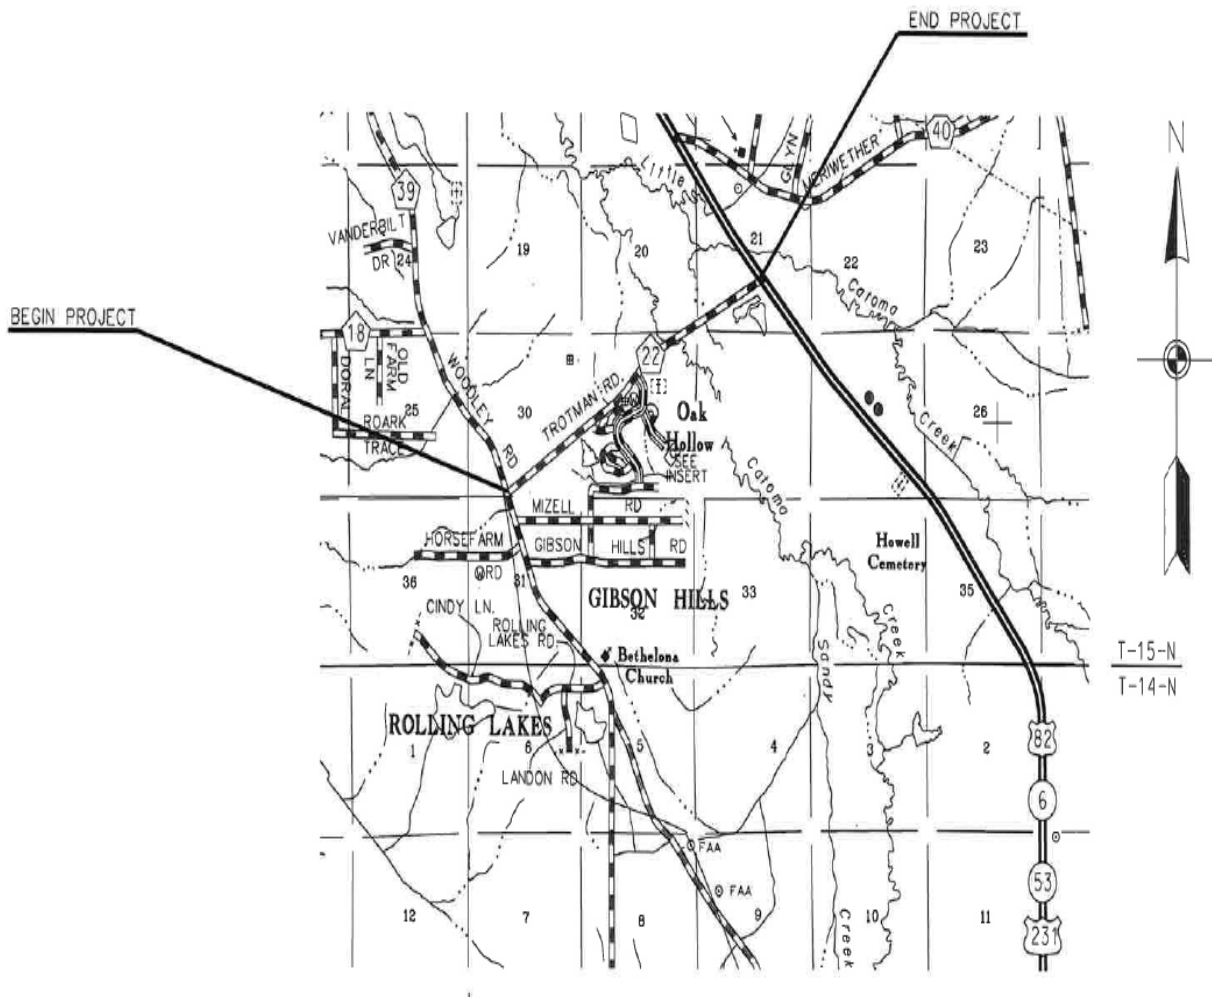 END PROJECT
N
40
GILYN
MERIWETHER
Little
39
VANDERBILT
DR
24
19
20
21
22
23
Catoma
BEGIN PROJECT
18
DORAL
OLD FARM LN
WOODLEY RD
22
TROTMAN RD.
25
30
26
ROARK
TRACE
Oak
Hollow
SEE
INSERT
Creek
Catoma
MIZELL RD
HORSEFARM
RD
GIBSON HILLS RD
Howell
Cemetery
36
31
33
35
CINDY LN.
GIBSON HILLS
32
ROLLING
LAKES RD
Creek
Sandy
Bethelona
Church
T-15-N
T-14-N
ROLLING LAKES
1
6
5
4
3
2
82
LANDON RD
6
FAA
53
FAA
12
7
8
9
10
11
Creek
231